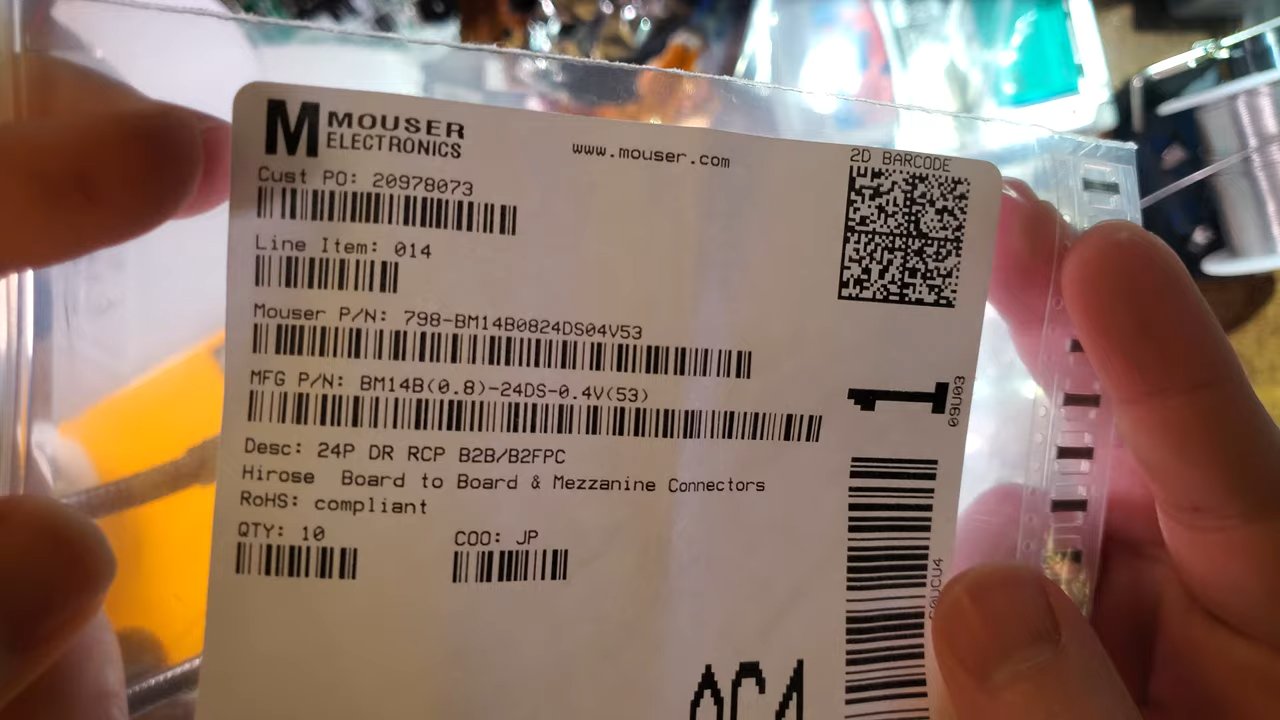 M MOUSER
ELECTRONICS
www.mouser.com
2D BARCODE
Cust PO: 20978073
Line Item: 014
Mouser P/N: 798-BM14B0824DS04V53
MFG P/N: BM14B(0.8)-24DS-0.4V(53)
Desc: 24P DR RCP B2B/B2FPC
Hirose Board to Board & Mezzanine Connectors
RoHS: compliant
QTY: 10
COO: JP
1
09U03